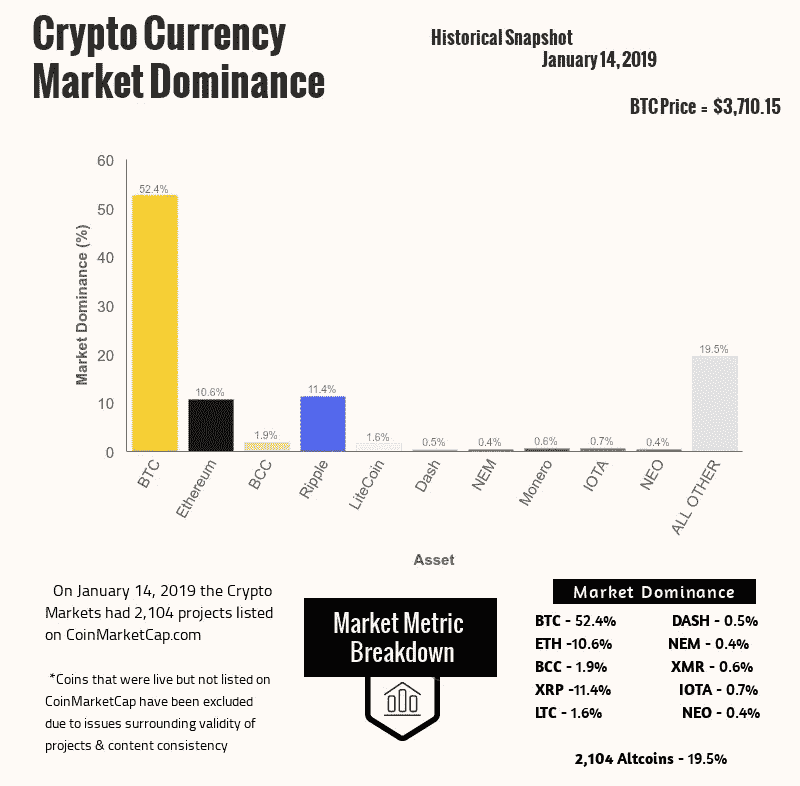 Crypto Currency
Market Dominance
Historical Snapshot
January 14, 2019
BTC Price = $3,710.15
Market Dominance (%)
60
50
40
30
20
10
0
52.4%
10.6%
1.9%
11.4%
1.6%
0.5%
0.4%
0.6%
0.7%
0.4%
19.5%
BTC
Ethereum
BCC
Ripple
LiteCoin
Dash
NEM
Monero
IOTA
NEO
ALL OTHER
Asset
On January 14, 2019 the Crypto
Markets had 2,104 projects listed
on CoinMarketCap.com
*Coins that were live but not listed on
CoinMarketCap have been excluded
due to issues surrounding validity of
projects & content consistency
Market Metric
Breakdown
Market Dominance
BTC - 52.4% DASH - 0.5%
ETH -10.6% NEM - 0.4%
BCC - 1.9% XMR - 0.6%
XRP -11.4% IOTA - 0.7%
LTC - 1.6% NEO - 0.4%
2,104 Altcoins - 19.5%